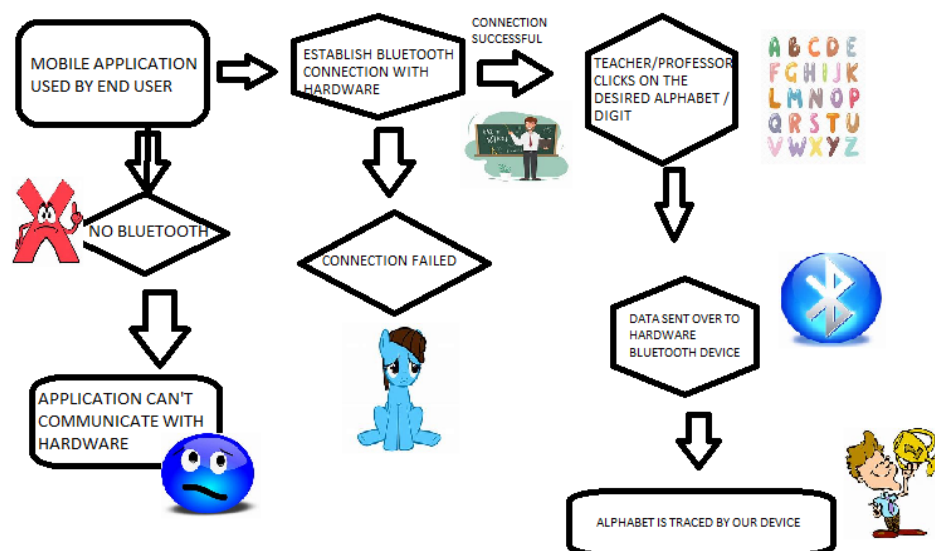 MOBILE APPLICATION
USED BY END USER
ESTABLISH BLUETOOTH
CONNECTION WITH
HARDWARE
CONNECTION
SUCCESSFUL
TEACHER/PROFESSOR
CLICKS ON THE
DESIRED ALPHABET /
DIGIT
A B C D E
F G H I J K
L M N O P
Q R S T U
V W X Y Z
NO BLUETOOTH
CONNECTION FAILED
DATA SENT OVER TO
HARDWARE
BLUETOOTH DEVICE
APPLICATION CAN'T
COMMUNICATE WITH
HARDWARE
ALPHABET IS TRACED BY OUR DEVICE